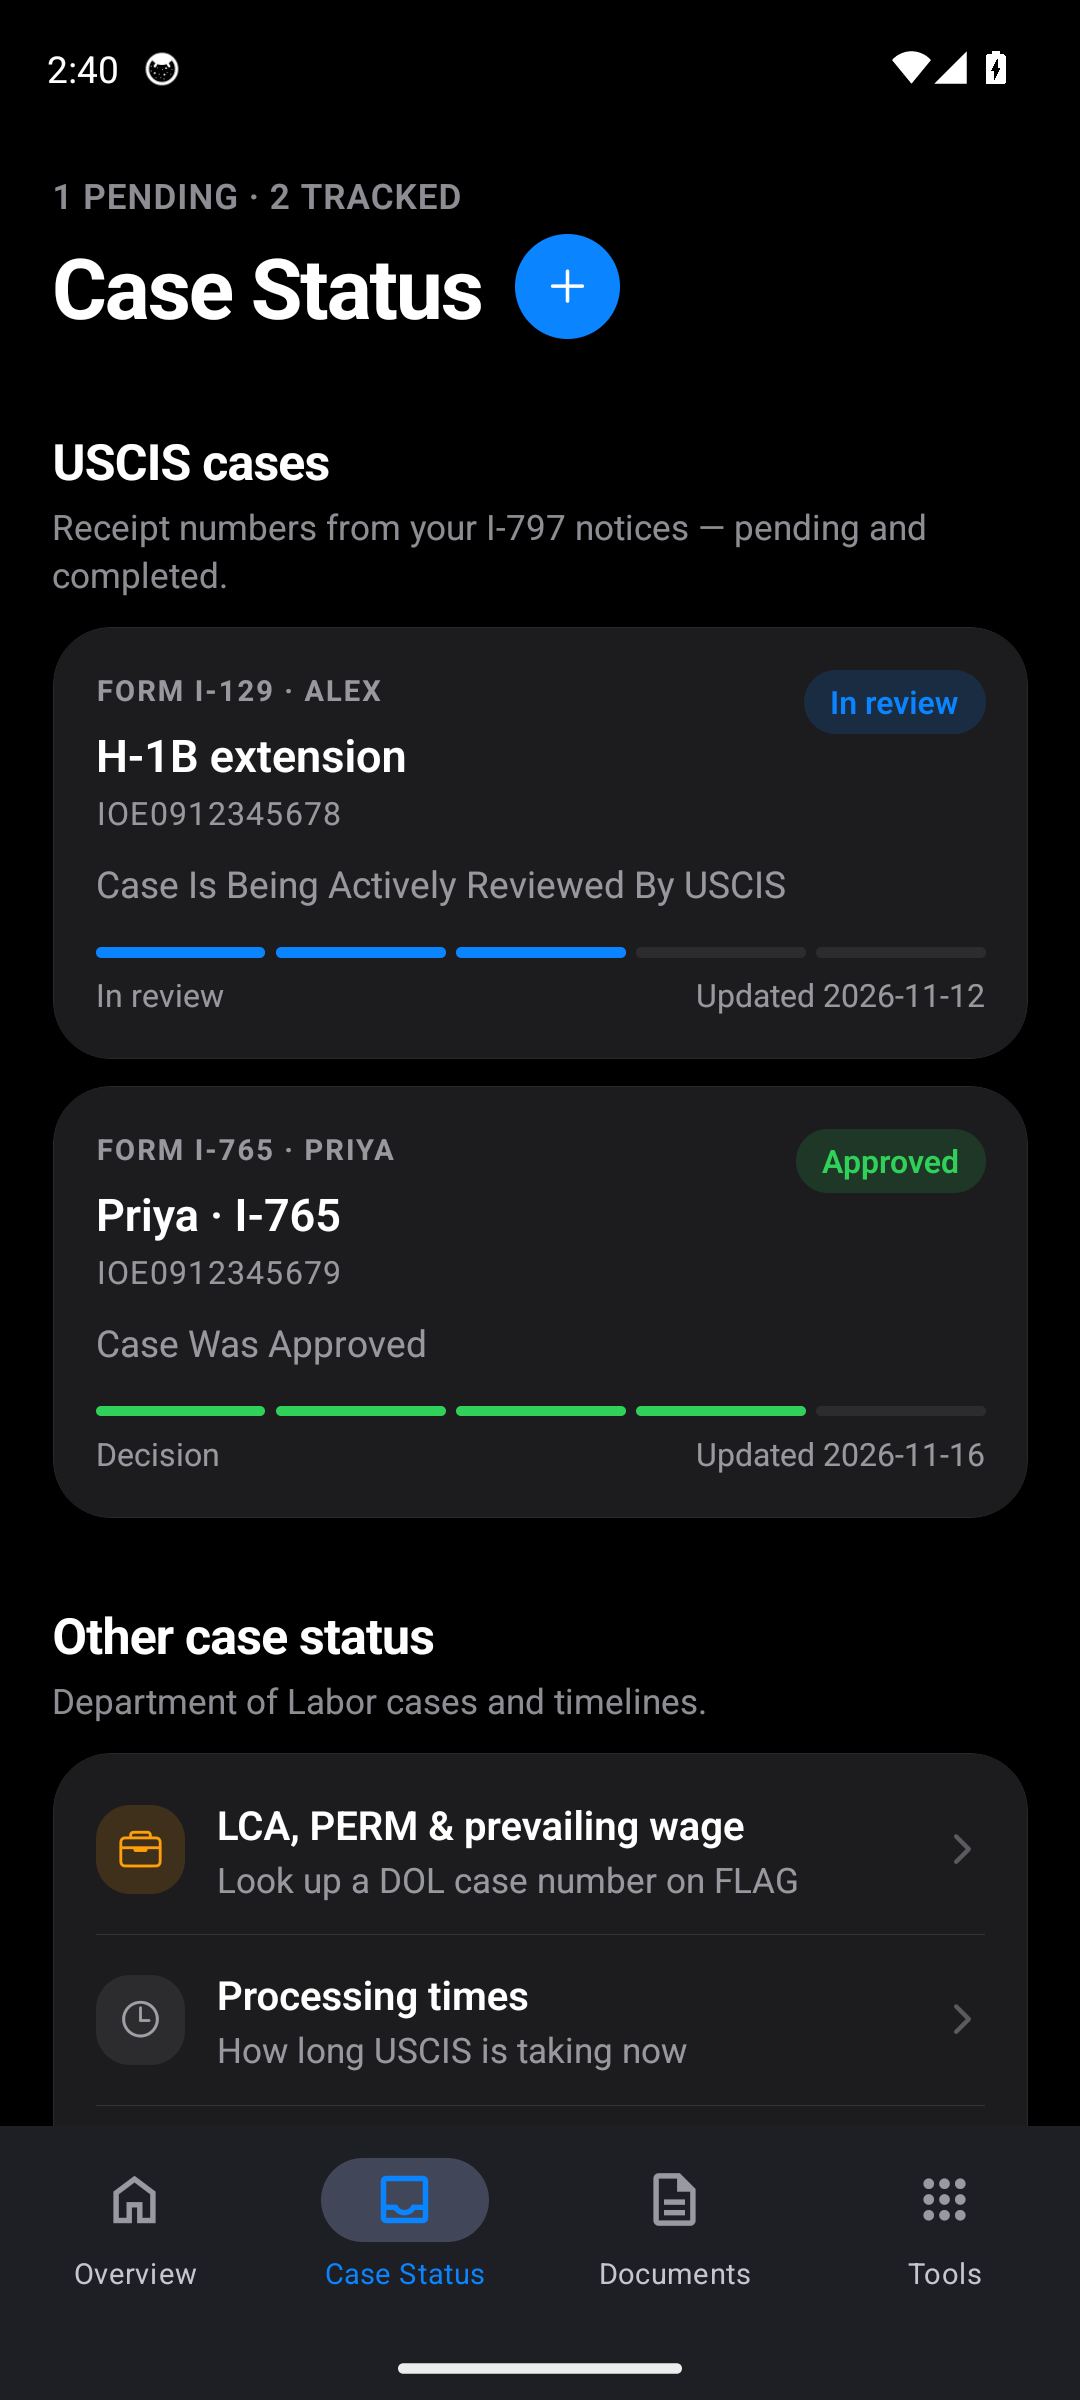 2:40
1 PENDING · 2 TRACKED
Case Status
USCIS cases
Receipt numbers from your I-797 notices — pending and
completed.
FORM I-129 · ALEX
In review
H-1B extension
IOE0912345678
Case Is Being Actively Reviewed By USCIS
In review
Updated 2026-11-12
FORM I-765 · PRIYA
Approved
Priya · I-765
IOE0912345679
Case Was Approved
Decision
Updated 2026-11-16
Other case status
Department of Labor cases and timelines.
LCA, PERM & prevailing wage
Look up a DOL case number on FLAG
Processing times
How long USCIS is taking now
Overview
Case Status
Documents
Tools